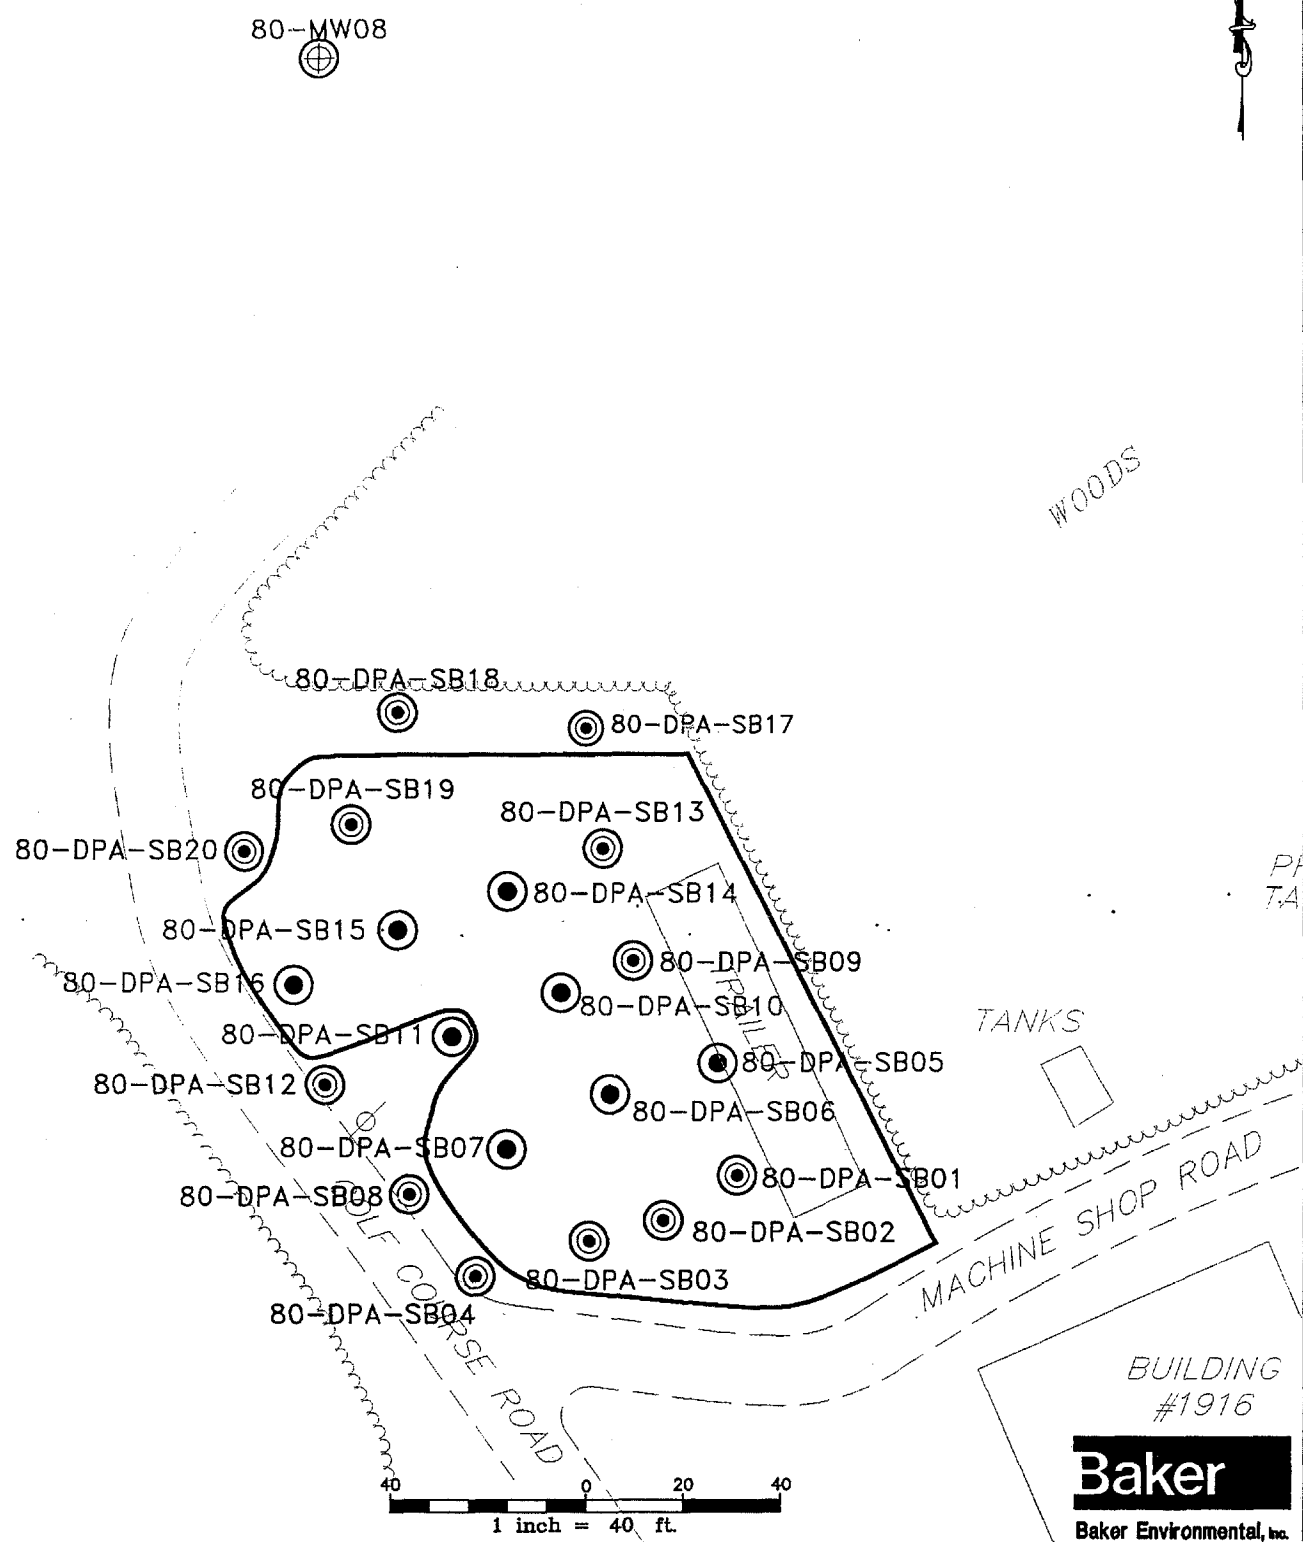 80-MW08
WOODS
80-DPA-SB18
80-DPA-SB17
80-DPA-SB19
80-DPA-SB13
80-DPA-SB20
80-DPA-SB14
80-DPA-SB15
80-DPA-SB09
80-DPA-SB16
80-DPA-SB10
TRAILER
TANKS
80-DPA-SB11
80-DPA-SB05
80-DPA-SB12
80-DPA-SB06
80-DPA-SB07
80-DPA-SB01
80-DPA-SB08
80-DPA-SB02
80-DPA-SB03
80-DPA-SB04
GOLF COURSE ROAD
MACHINE SHOP ROAD
BUILDING
#1916
40 0 20 40
1 inch = 40 ft.
Baker
Baker Environmental, Inc.